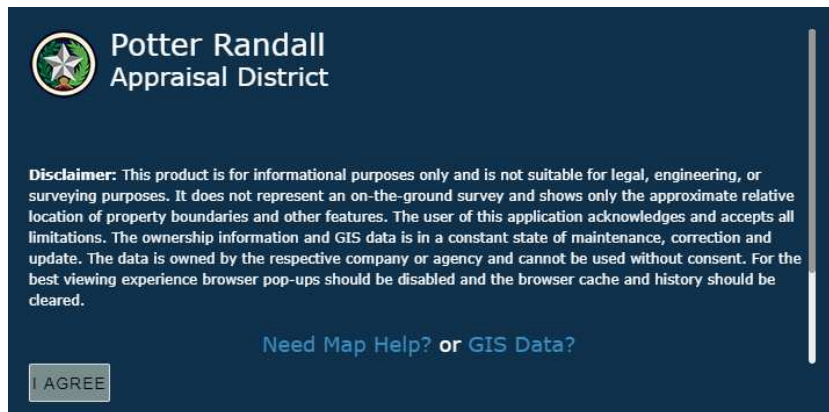 Potter Randall
Appraisal District
Disclaimer: This product is for informational purposes only and is not suitable for legal, engineering, or
surveying purposes. It does not represent an on-the-ground survey and shows only the approximate relative
location of property boundaries and other features. The user of this application acknowledges and accepts all
limitations. The ownership information and GIS data is in a constant state of maintenance, correction and
update. The data is owned by the respective company or agency and cannot be used without consent. For the
best viewing experience browser pop-ups should be disabled and the browser cache and history should be
cleared.
Need Map Help? or GIS Data?
I AGREE